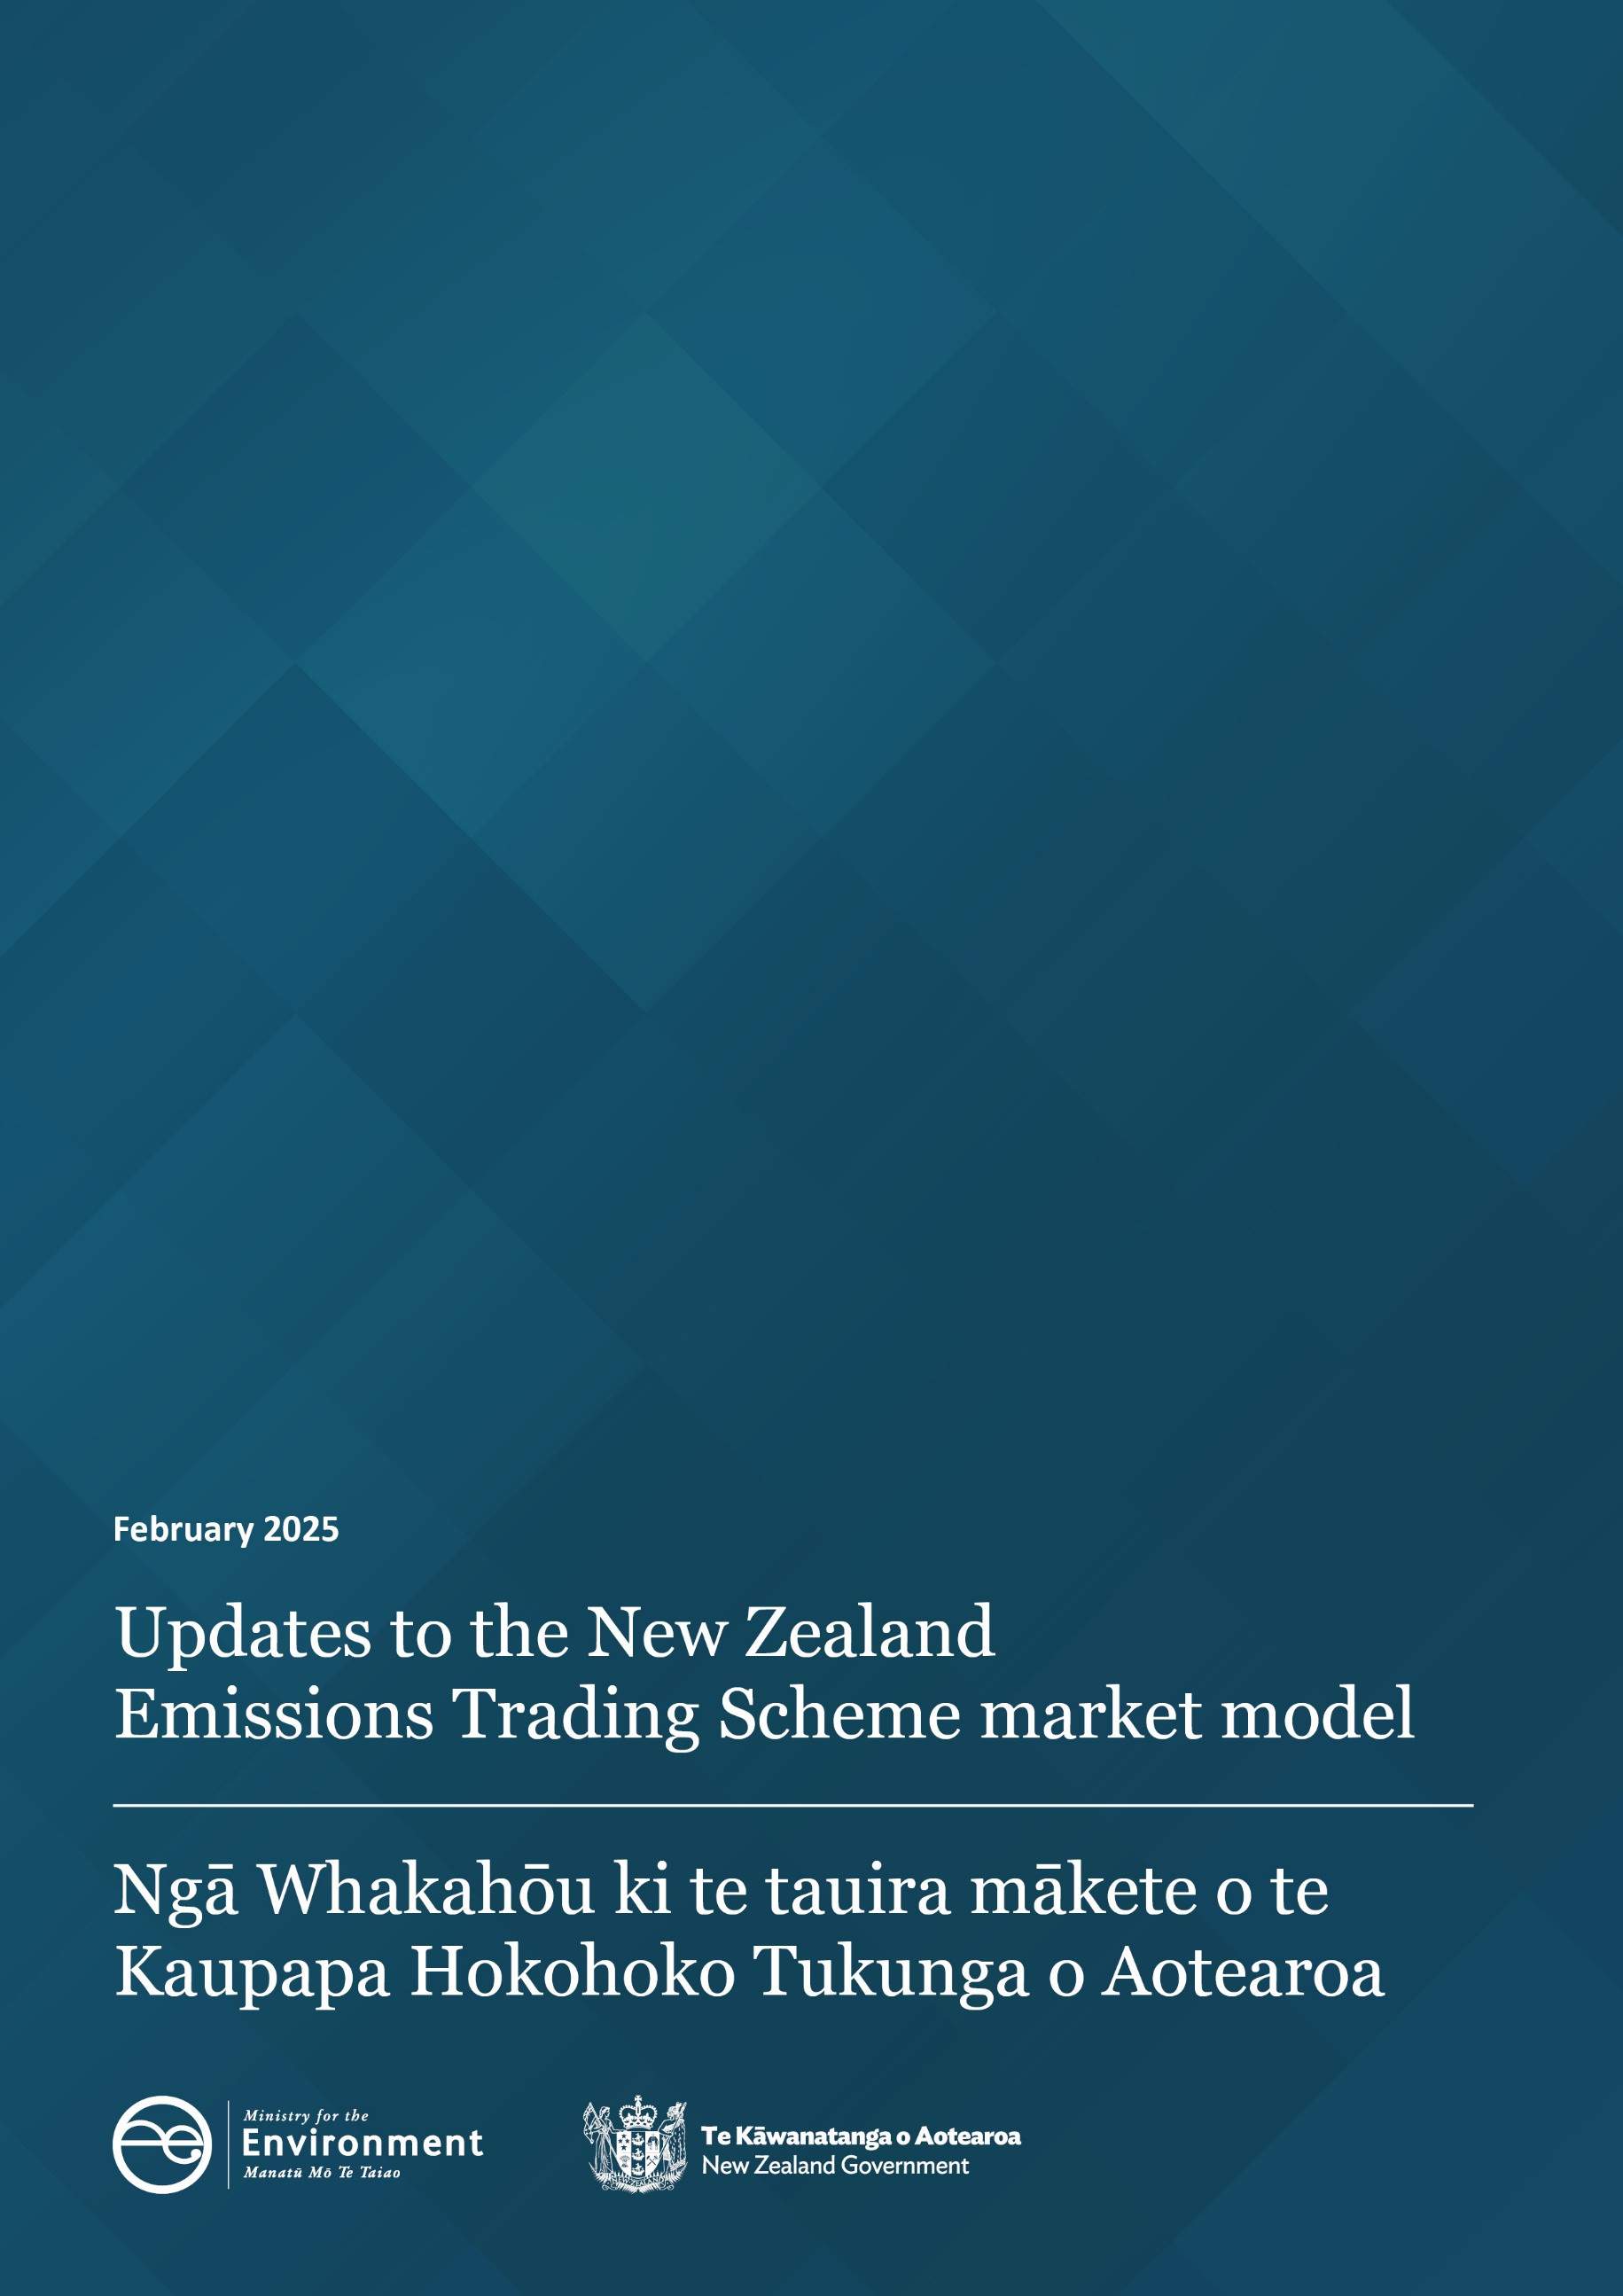 February 2025
Updates to the New Zealand
Emissions Trading Scheme market model
Ngā Whakahōu ki te tauira mākete o te
Kaupapa Hokohoko Tukunga o Aotearoa
Ministry for the
Environment
Manatū Mō Te Taiao
Te Kāwanatanga o Aotearoa
New Zealand Government